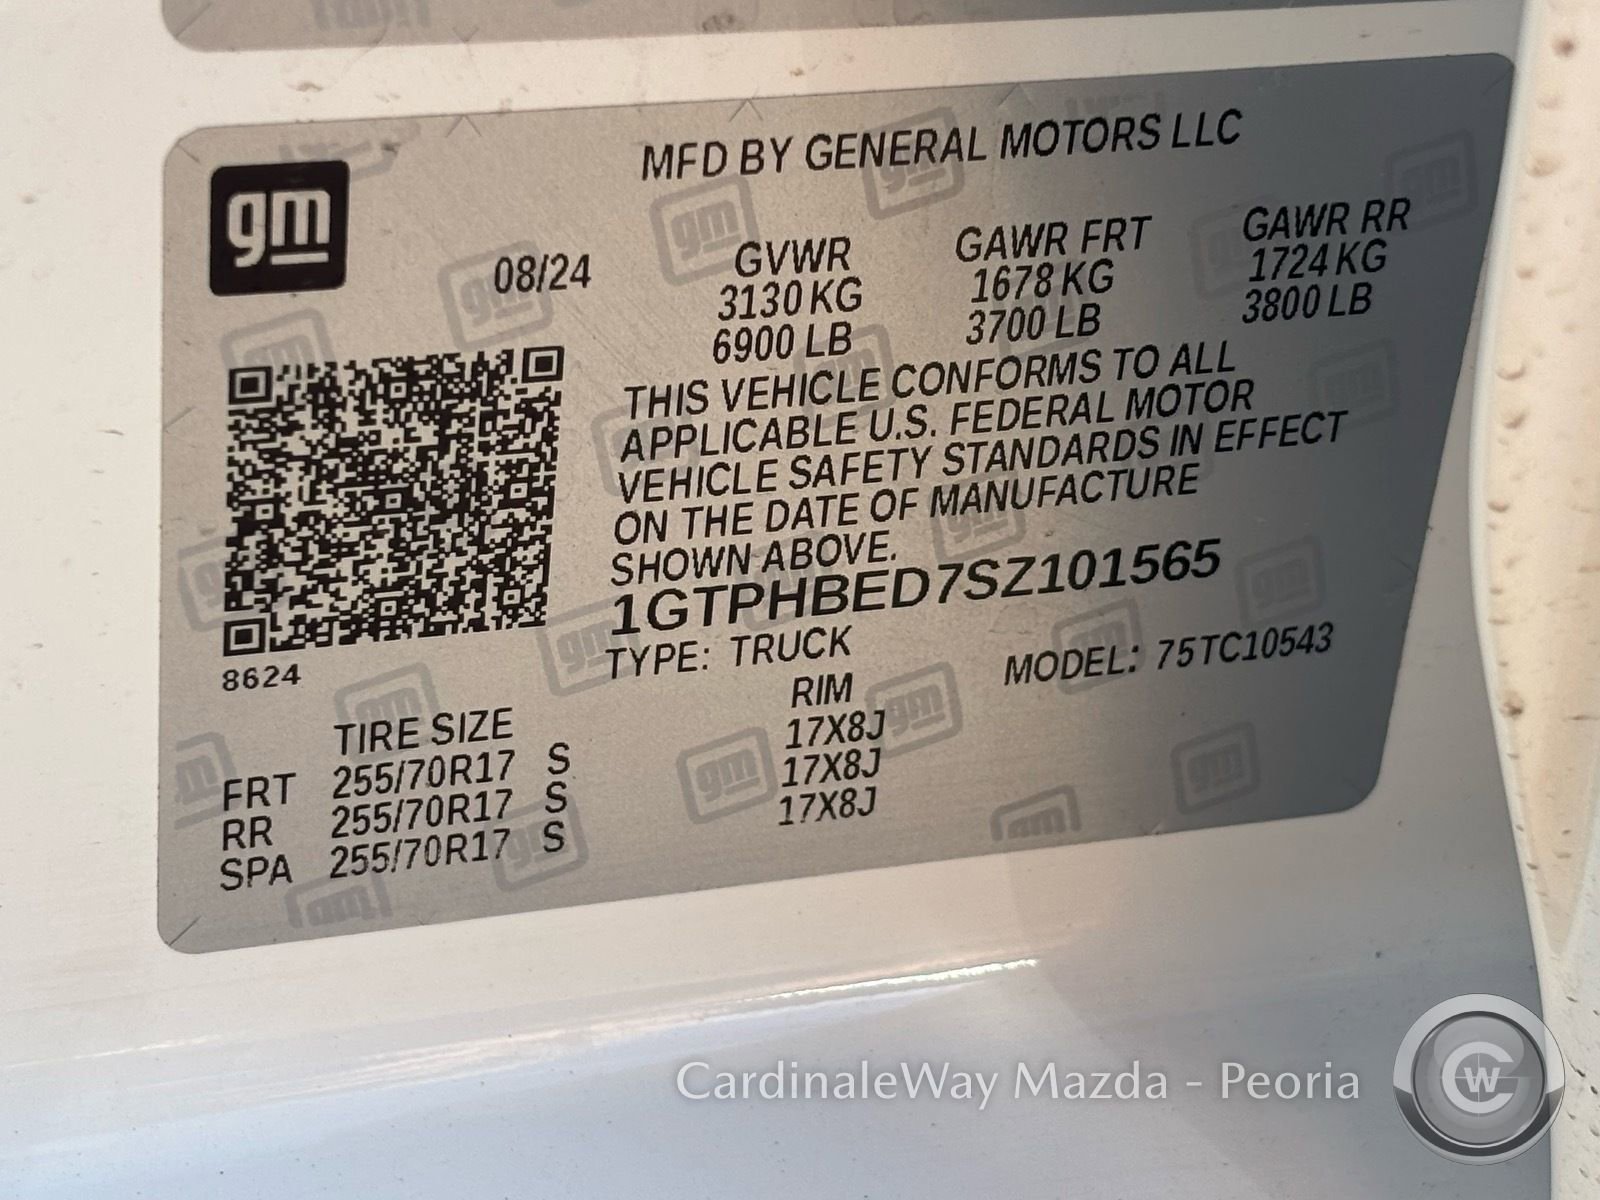 gm
MFD BY GENERAL MOTORS LLC
08/24 GVWR GAWR FRT GAWR RR
3130 KG 1678 KG 1724 KG
6900 LB 3700 LB 3800 LB
THIS VEHICLE CONFORMS TO ALL
APPLICABLE U.S. FEDERAL MOTOR
VEHICLE SAFETY STANDARDS IN EFFECT
ON THE DATE OF MANUFACTURE
SHOWN ABOVE.
1GTPHBED7SZ101565
8624
TYPE: TRUCK MODEL: 75TC10543
TIRE SIZE RIM
FRT 255/70R17 S 17X8J
RR 255/70R17 S 17X8J
SPA 255/70R17 S 17X8J
CardinaleWay Mazda - Peoria
CW